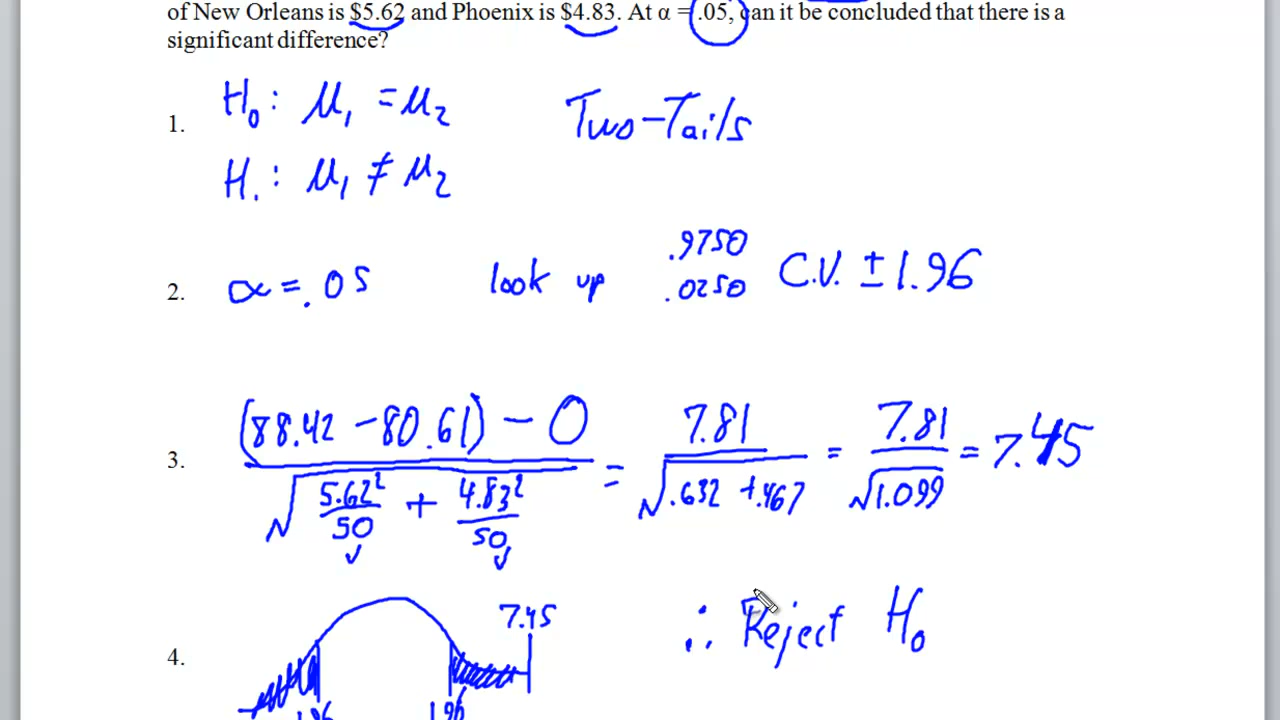 of New Orleans is $5.62 and Phoenix is $4.83. At α = .05, can it be concluded that there is a
significant difference?
1. H₀ : μ₁ = μ₂ Two-Tails
H₁ : μ₁ ≠ μ₂
2. α = .05 look up .9750 .0250 C.V. ± 1.96
3. (88.42 - 80.61) - 0 / √(5.62²/50 + 4.83²/50) = 7.81 / √(.632 + .467) = 7.81 / √1.099 = 7.45
7.45
4. ∴ Reject H₀
1.96 1.96